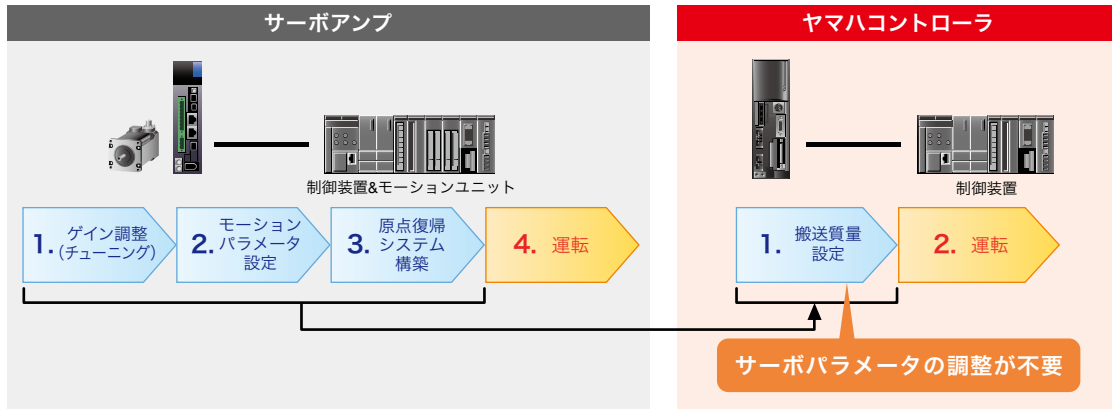 サーボアンプ
制御装置&モーションユニット
1. ゲイン調整
(チューニング)
2. モーション
パラメータ
設定
3. 原点復帰
システム
構築
4. 運転
ヤマハコントローラ
制御装置
1. 搬送質量
設定
2. 運転
サーボパラメータの調整が不要